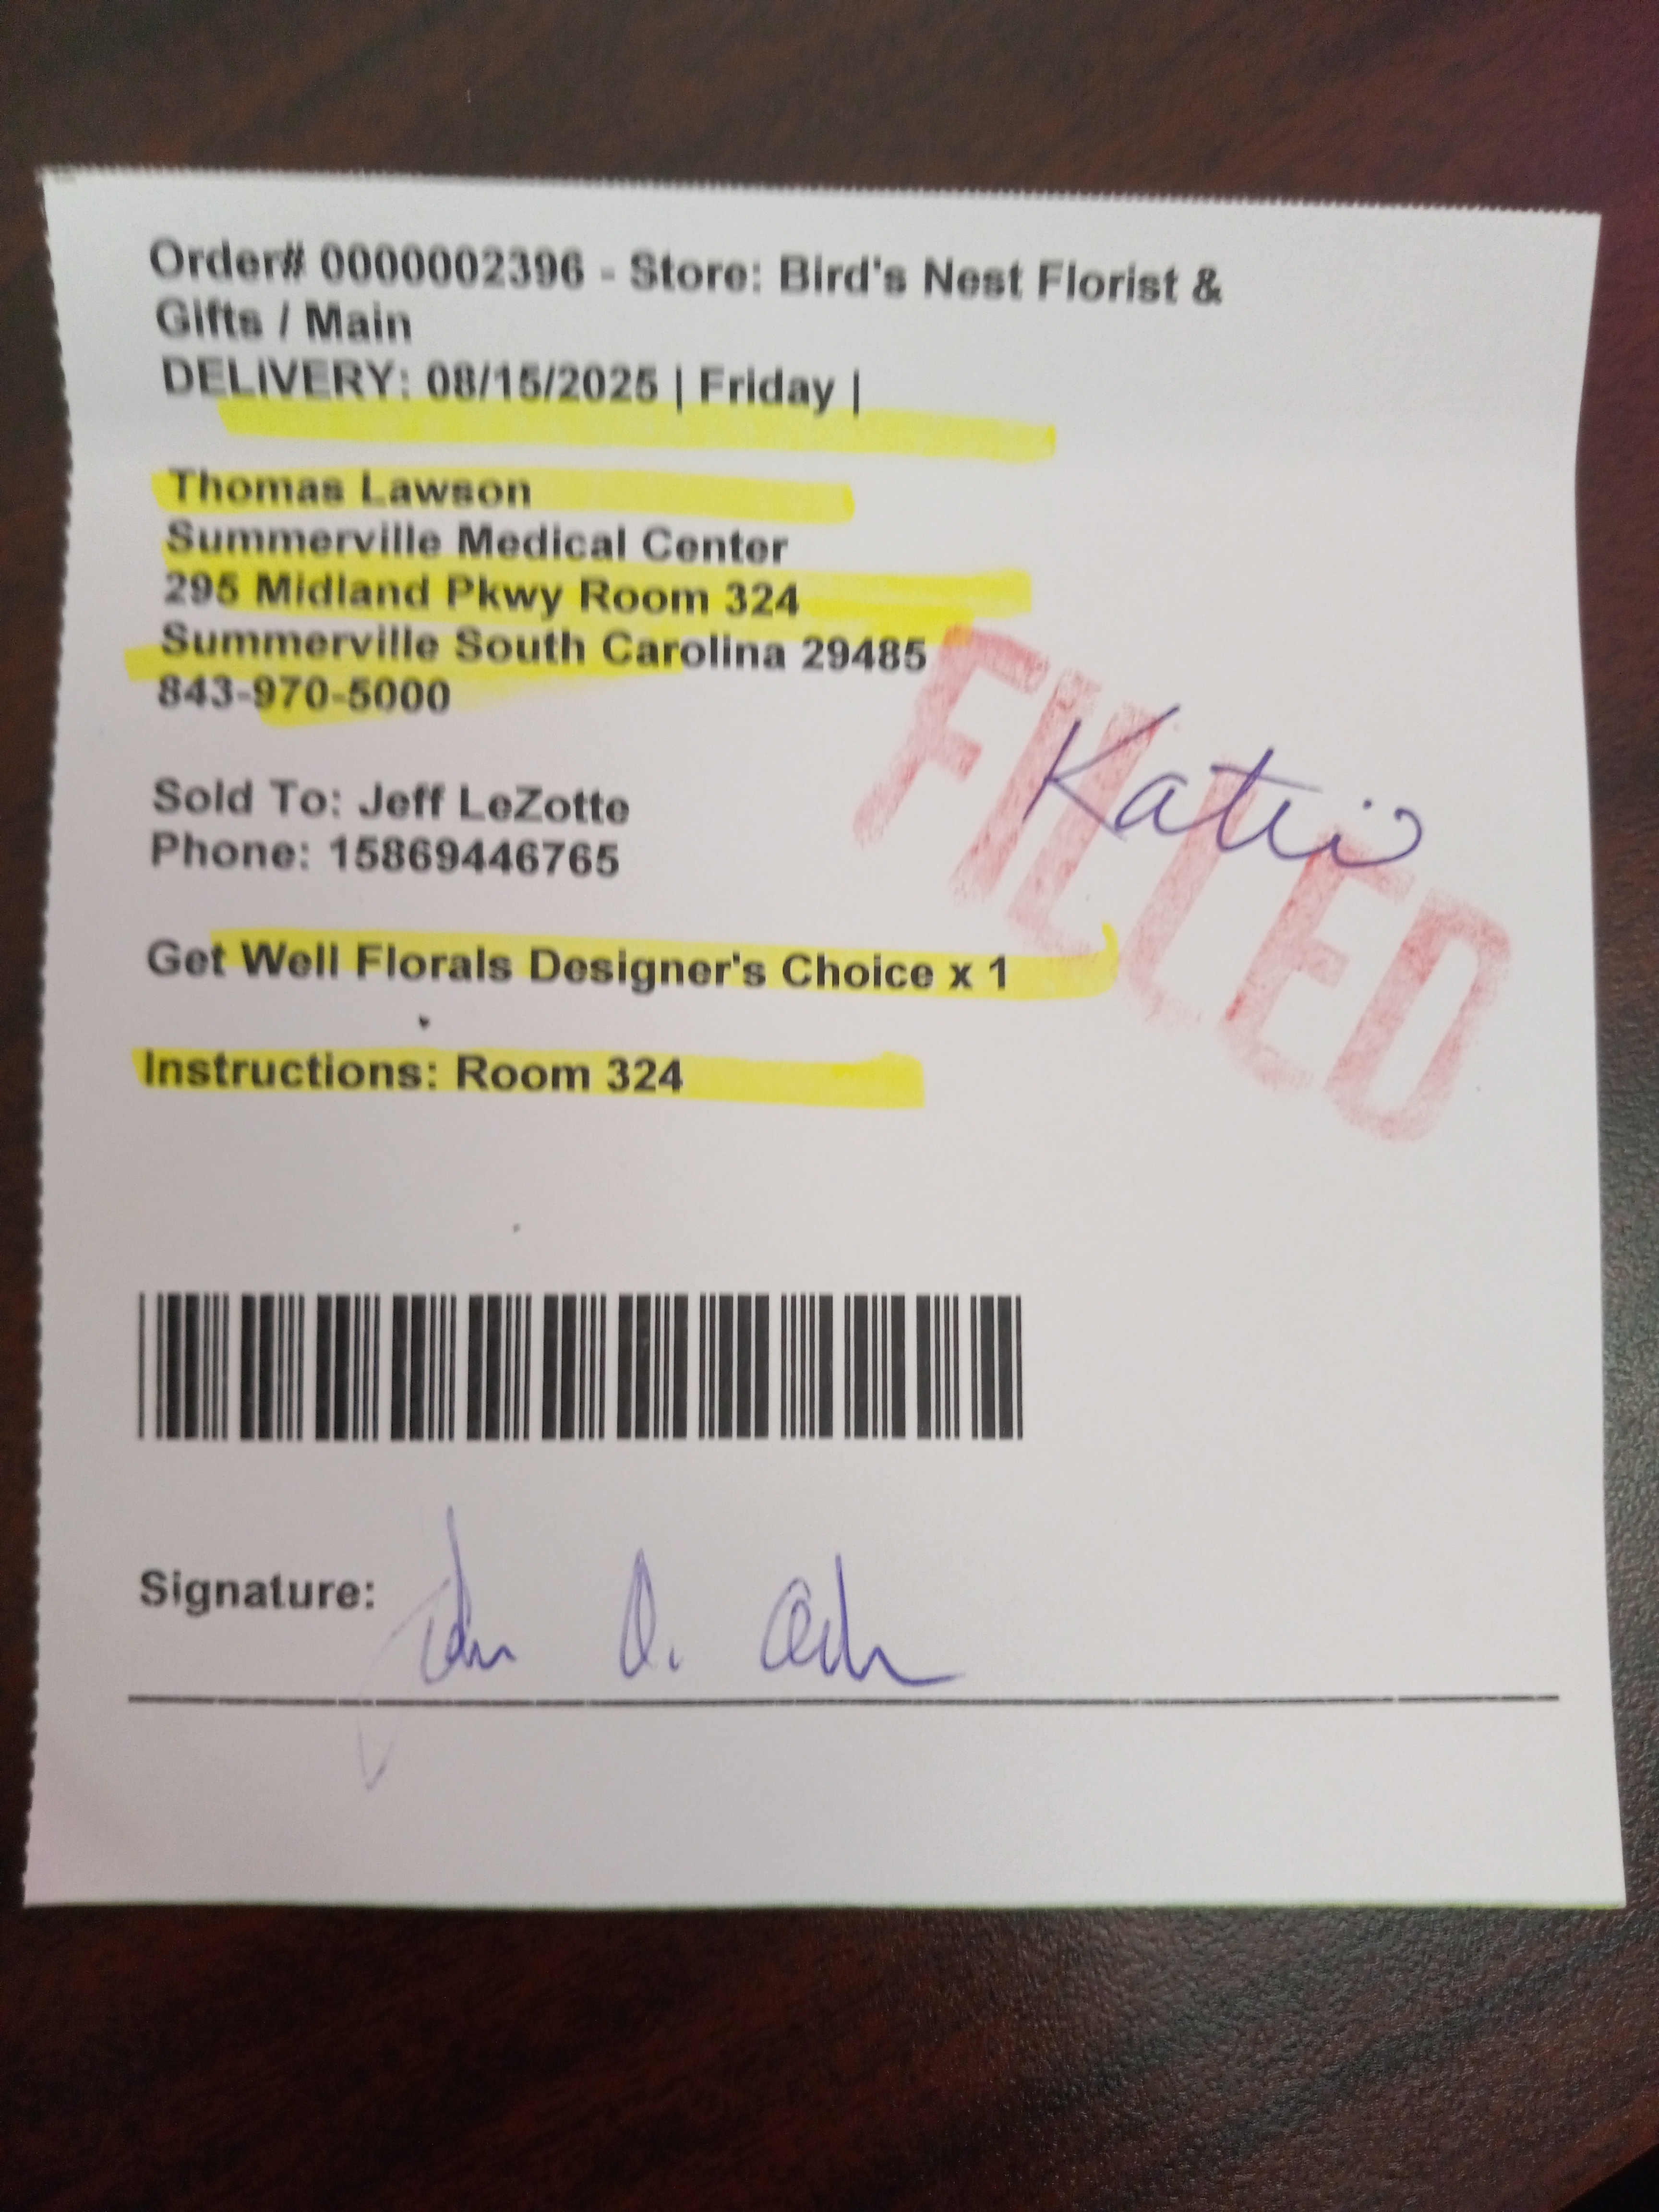 Order# 0000002396 - Store: Bird's Nest Florist &
Gifts / Main
DELIVERY: 08/15/2025 | Friday |
Thomas Lawson
Summerville Medical Center
295 Midland Pkwy Room 324
Summerville South Carolina 29485
843-970-5000
FILLED
Katie
Sold To: Jeff LeZotte
Phone: 15869446765
Get Well Florals Designer's Choice x 1
Instructions: Room 324
Signature: